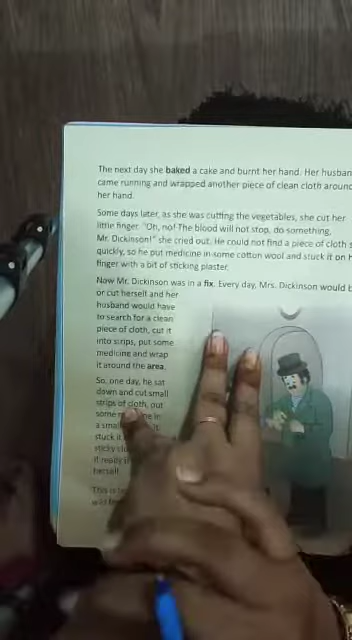 The next day she baked a cake and burnt her hand. Her husban
came running and wrapped another piece of clean cloth around
her hand.
Some days later, as she was cutting the vegetables, she cut her
little finger. "Oh, no! The blood will not stop, do something,
Mr. Dickinson!" she cried out. He could not find a piece of cloth s
quickly, so he put medicine in some cotton wool and stuck it on h
finger with a bit of sticking plaster.
Now Mr. Dickinson was in a fix. Every day, Mrs. Dickinson would b
or cut herself and her
husband would have
to search for a clean
piece of cloth, cut it
into strips, put some
medicine and wrap
it around the area.
So, one day, he sat
down and cut small
strips of cloth, put
some
a small
stuck it
sticky
it ready
herself.
This is
was